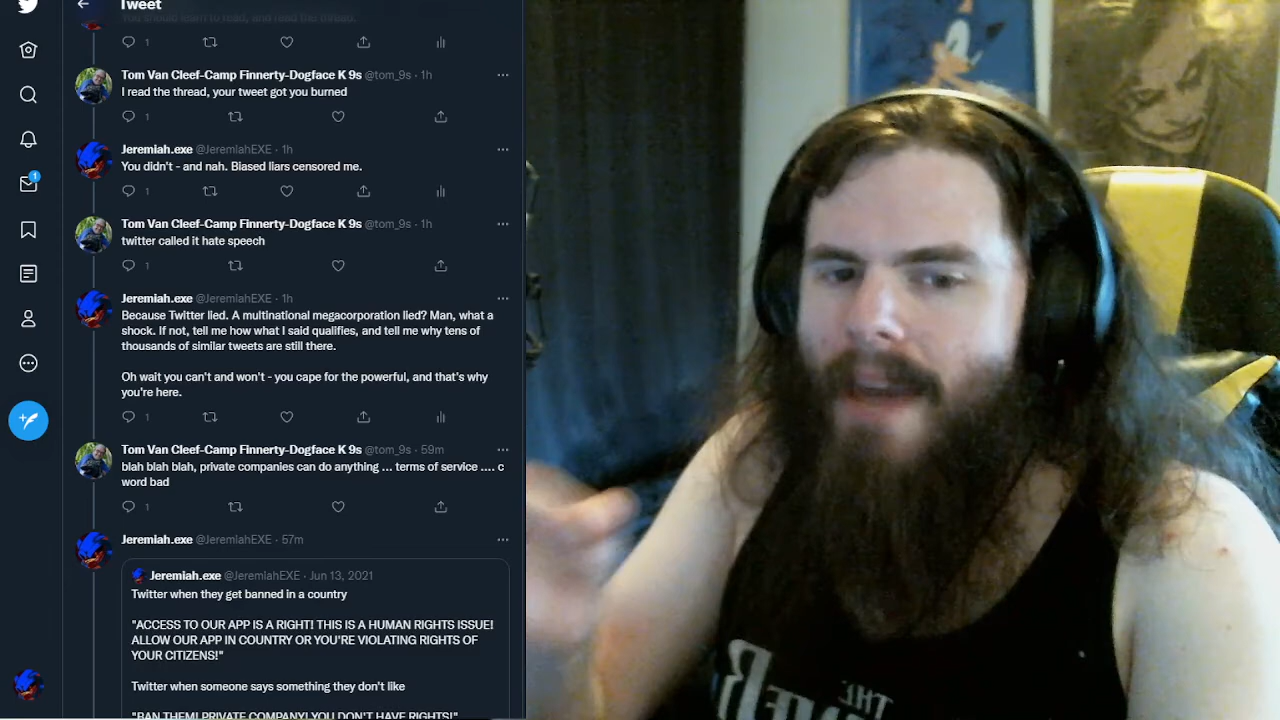 Tweet
You should learn to read, and read the thread.
1
Tom Van Cleef-Camp Finnerty-Dogface K 9s @tom_9s · 1h
I read the thread, your tweet got you burned
1
Jeremiah.exe @JeremiahEXE · 1h
You didn't - and nah. Biased liars censored me.
1
1
Tom Van Cleef-Camp Finnerty-Dogface K 9s @tom_9s · 1h
twitter called it hate speech
1
Jeremiah.exe @JeremiahEXE · 1h
Because Twitter lied. A multinational megacorporation lied? Man, what a
shock. If not, tell me how what I said qualifies, and tell me why tens of
thousands of similar tweets are still there.
Oh wait you can't and won't - you cape for the powerful, and that's why
you're here.
1
Tom Van Cleef-Camp Finnerty-Dogface K 9s @tom_9s · 59m
blah blah blah, private companies can do anything ... terms of service .... c
word bad
1
Jeremiah.exe @JeremiahEXE · 57m
Jeremiah.exe @JeremiahEXE · Jun 13, 2021
Twitter when they get banned in a country
"ACCESS TO OUR APP IS A RIGHT! THIS IS A HUMAN RIGHTS ISSUE!
ALLOW OUR APP IN COUNTRY OR YOU'RE VIOLATING RIGHTS OF
YOUR CITIZENS!"
Twitter when someone says something they don't like
"BAN THEM! PRIVATE COMPANY! YOU DON'T HAVE RIGHTS!"
THE